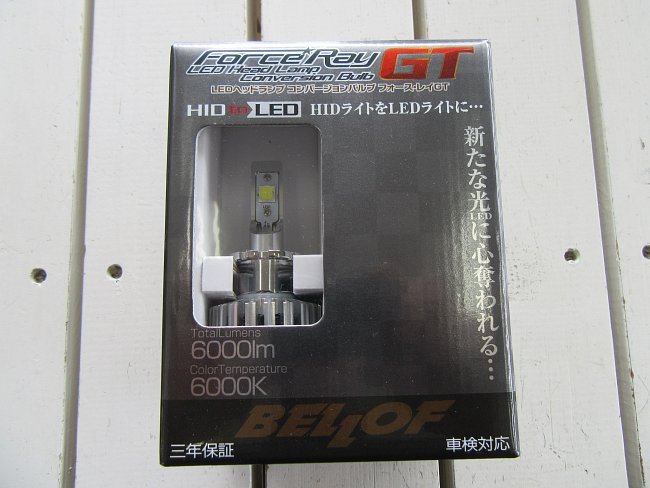 Force Ray GT
LED Head Lamp
Conversion Bulb
LEDヘッドランプ コンバージョンバルブ フォース・レイGT
HID to LED HIDライトをLEDライトに…
新たな光に心奪われる…
LED
TotalLumens
6000lm
ColorTemperature
6000K
BELLOF
三年保証
車検対応